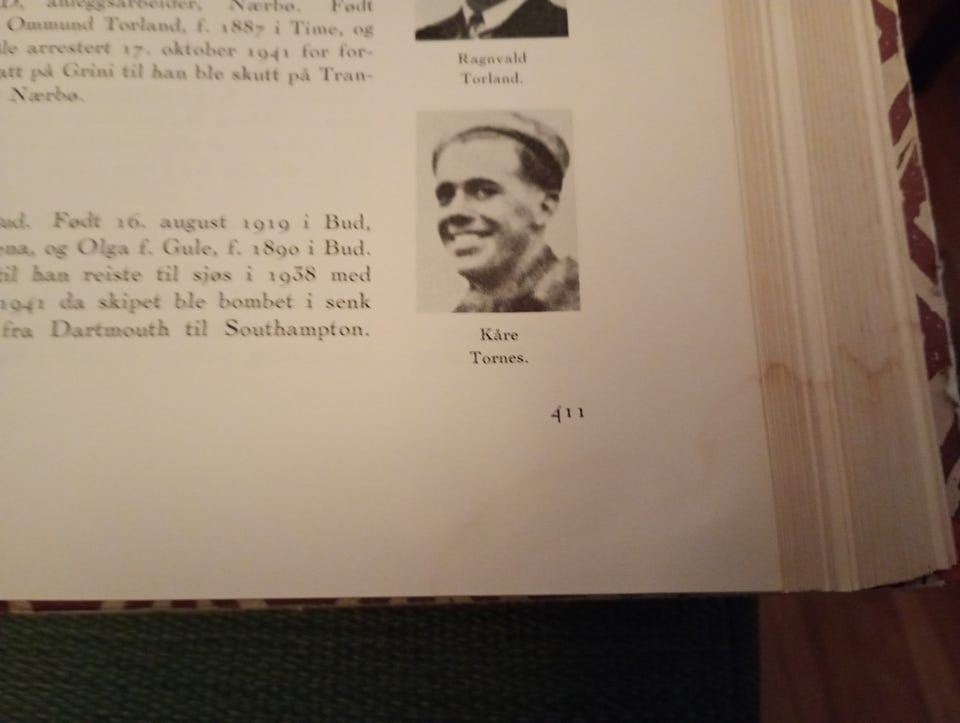 anleggsarbeider, Nærbø. Født
Ommund Torland, f. 1887 i Time, og
arrestert 17. oktober 1941 for for-
på Grini til han ble skutt på Tran-
Nærbø.
Ragnvald
Torland.
Født 16. august 1919 i Bud,
og Olga f. Gule, f. 1890 i Bud.
til han reiste til sjøs i 1938 med
1941 da skipet ble bombet i senk
fra Dartmouth til Southampton.
Kåre
Tornes.
411